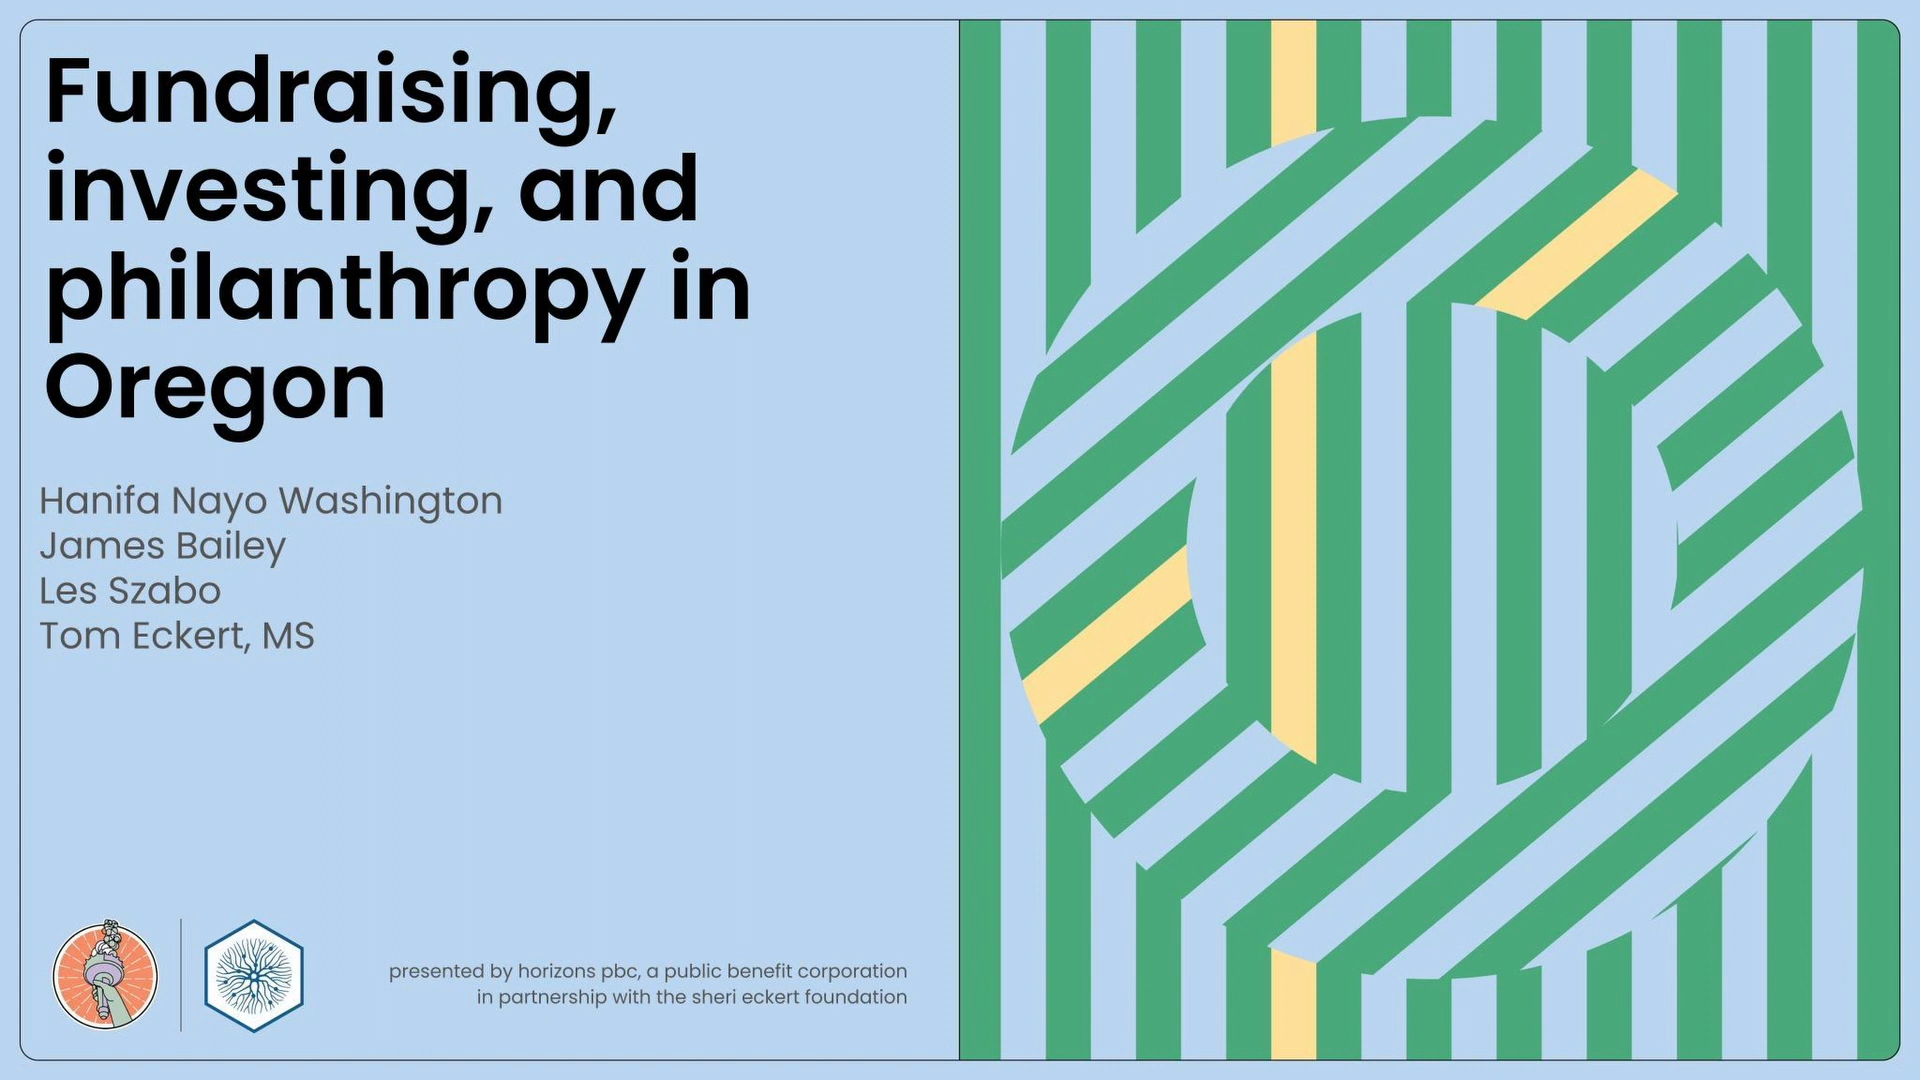 Fundraising,
investing, and
philanthropy in
Oregon
Hanifa Nayo Washington
James Bailey
Les Szabo
Tom Eckert, MS
presented by horizons pbc, a public benefit corporation
in partnership with the sheri eckert foundation